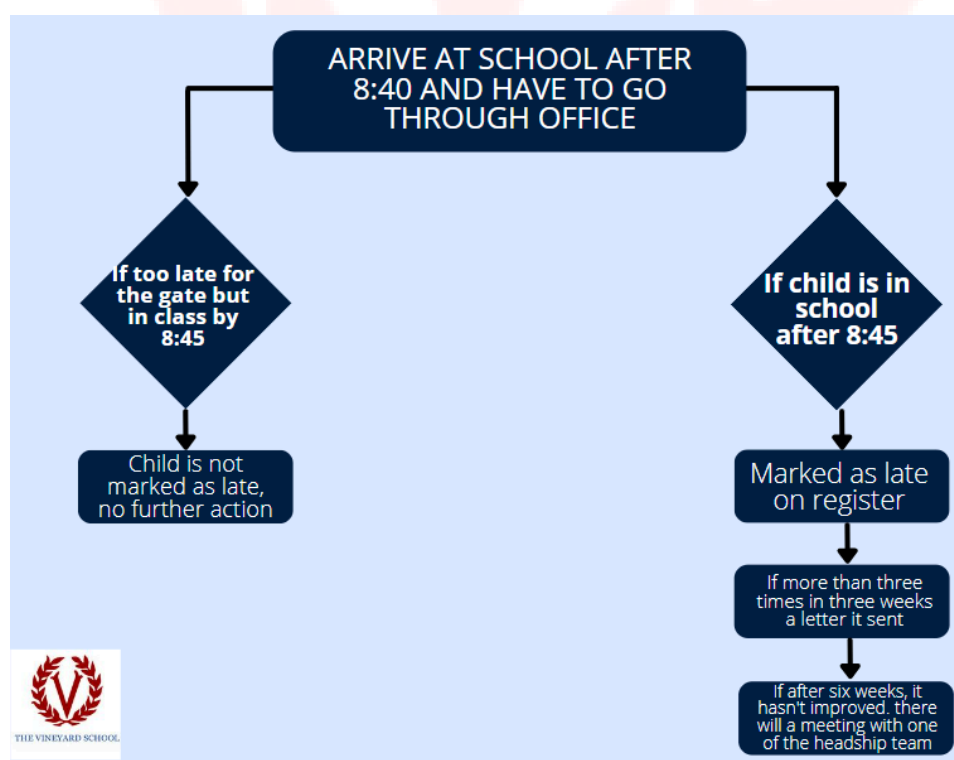 ARRIVE AT SCHOOL AFTER
8:40 AND HAVE TO GO
THROUGH OFFICE
If too late for
the gate but
in class by
8:45
If child is in
school
after 8:45
Child is not
marked as late,
no further action
Marked as late
on register
If more than three
times in three weeks
a letter it sent
If after six weeks, it
hasn't improved. there
will a meeting with one
of the headship team
V
THE VINEYARD SCHOOL